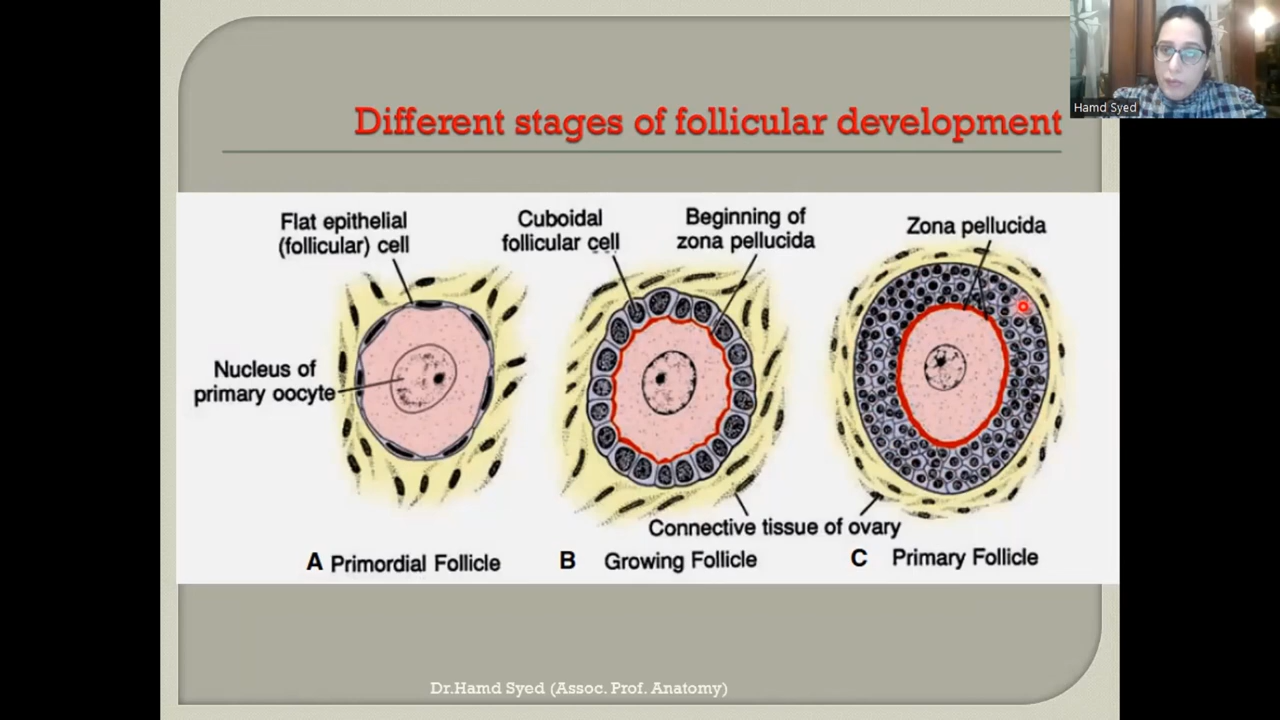 Hamd Syed
Different stages of follicular development
Flat epithelial
(follicular) cell
Cuboidal
follicular cell
Beginning of
zona pellucida
Zona pellucida
Nucleus of
primary oocyte
Connective tissue of ovary
A Primordial Follicle
B Growing Follicle
C Primary Follicle
Dr.Hamd Syed (Assoc. Prof. Anatomy)